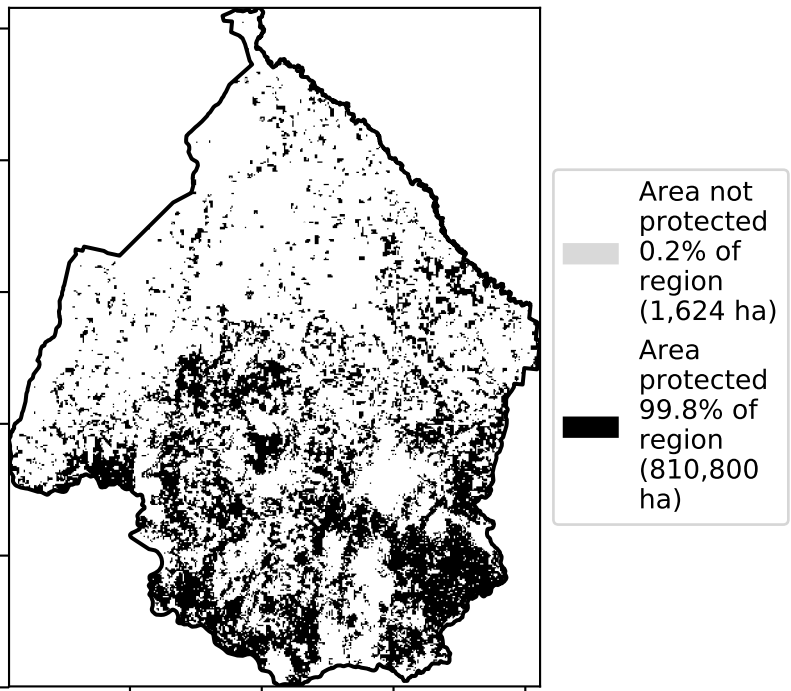 Area not
protected
0.2% of
region
(1,624 ha)
Area
protected
99.8% of
region
(810,800
ha)